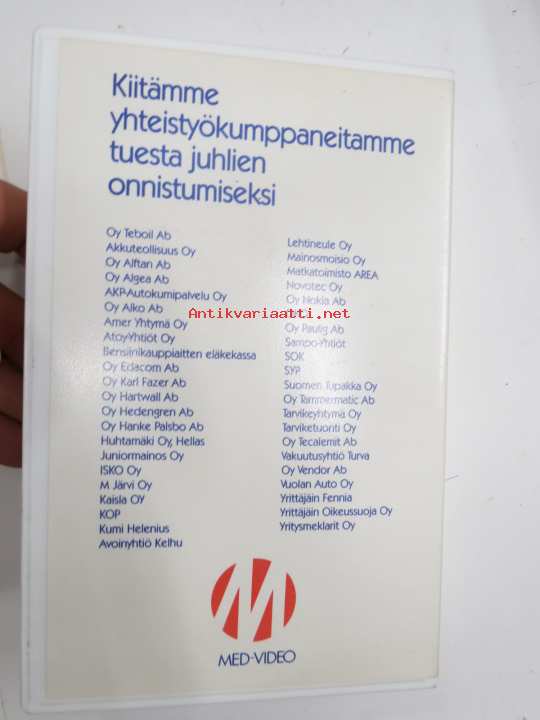 Kiitämme
yhteistyökumppaneitamme
tuesta juhlien
onnistumiseksi
Oy Teboil Ab
Akkuteollisuus Oy
Oy Alftan Ab
Oy Algea Ab
AKP-Autokumipalvelu Oy
Oy Alko Ab
Amer Yhtymä Oy
Atoy-Yhtiöt Oy
Bensiinikauppiaitten eläkekassa
Oy Edacom Ab
Oy Karl Fazer Ab
Oy Hartwall Ab
Oy Hedengren Ab
Oy Hanke Palsbo Ab
Huhtamäki Oy, Hellas
Juniormainos Oy
ISKO Oy
M Järvi Oy
Kaisla OY
KOP
Kumi Helenius
Avoinyhtiö Kelhu
Lehtineule Oy
Mainosmoisio Oy
Matkatoimisto AREA
Novotec Oy
Oy Nokia Ab
Oy Paulig Ab
Sampo-Yhtiöt
SOK
SYP
Suomen Tupakka Oy
Oy Tammermatic Ab
Tarvikeyhtymä Oy
Tarviketuonti Oy
Oy Tecalemit Ab
Vakuutusyhtiö Turva
Oy Vendor Ab
Vuolan Auto Oy
Yrittäjäin Fennia
Yrittäjäin Oikeussuoja Oy
Yritysmeklarit Oy
Antikvariaatti.net
MED-VIDEO